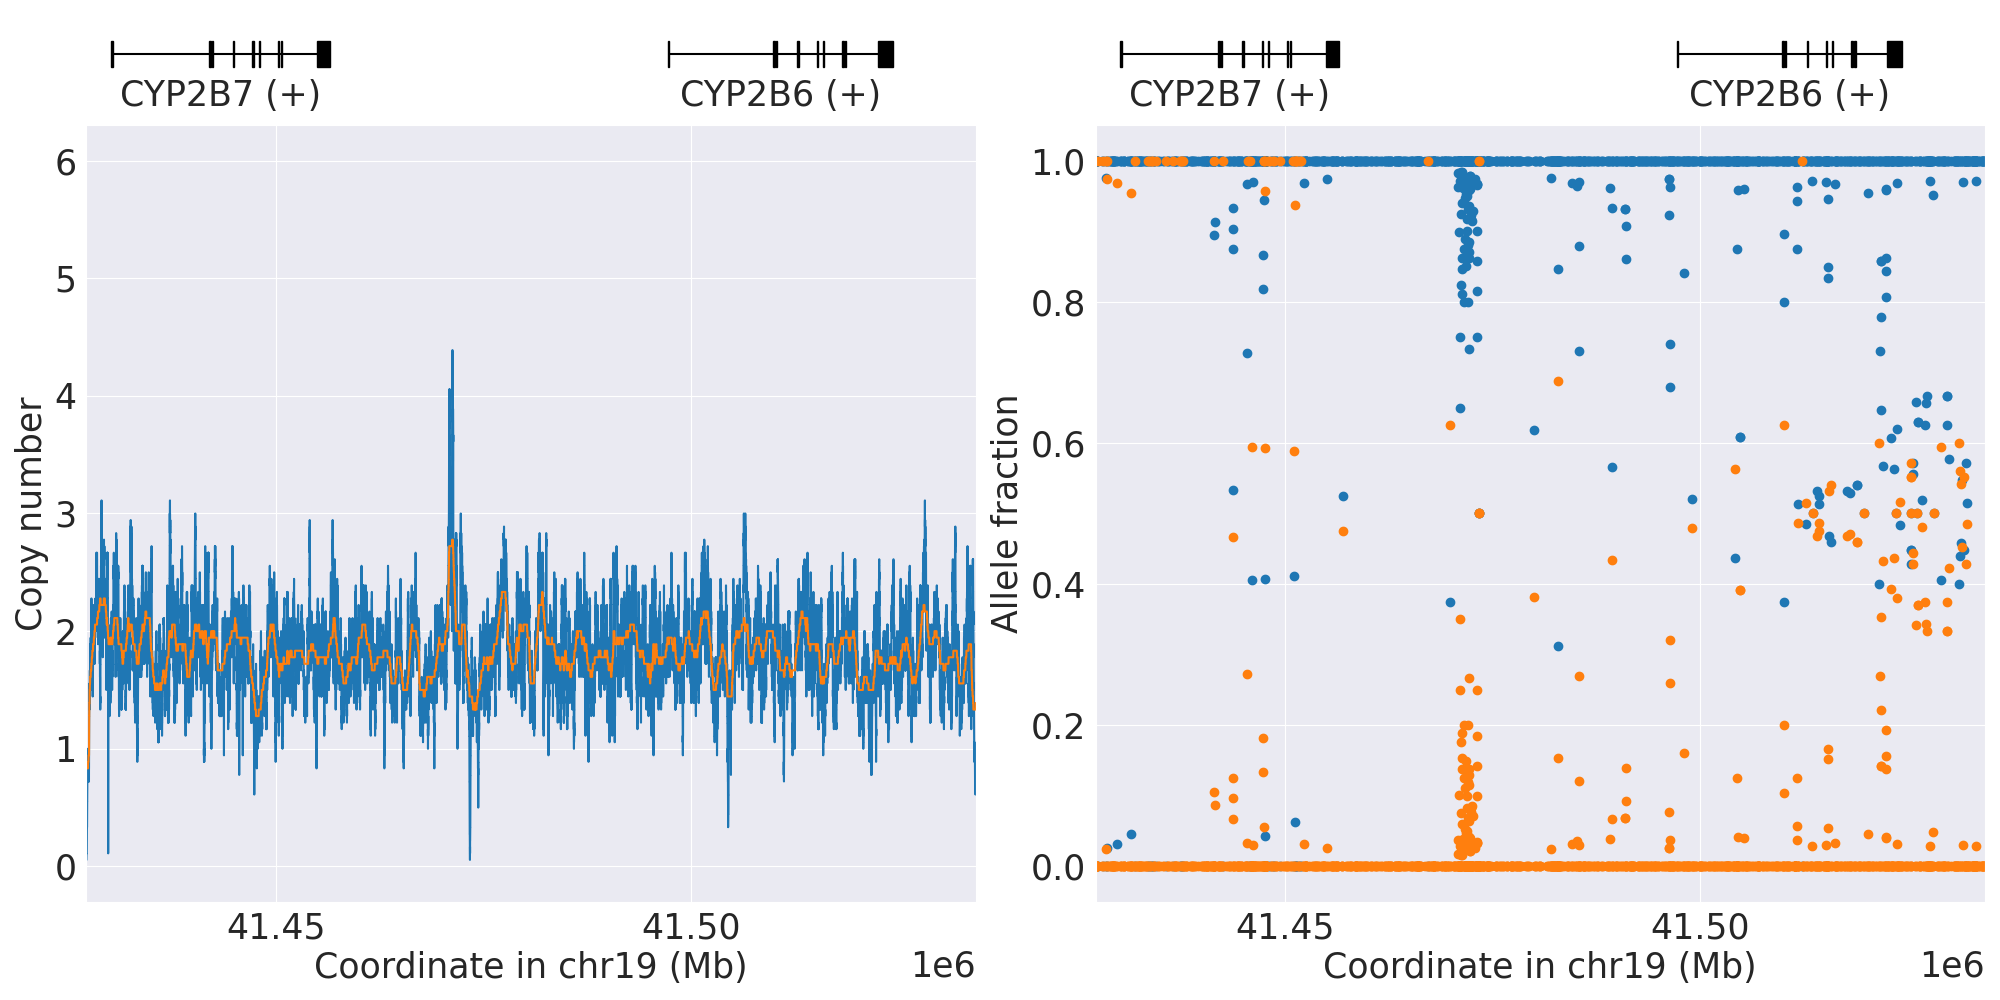 CYP2B7 (+)
CYP2B6 (+)
6
5
4
3
2
1
0
Copy number
41.45
41.50
Coordinate in chr19 (Mb)
1e6
CYP2B7 (+)
CYP2B6 (+)
1.0
0.8
0.6
0.4
0.2
0.0
Allele fraction
41.45
41.50
Coordinate in chr19 (Mb)
1e6